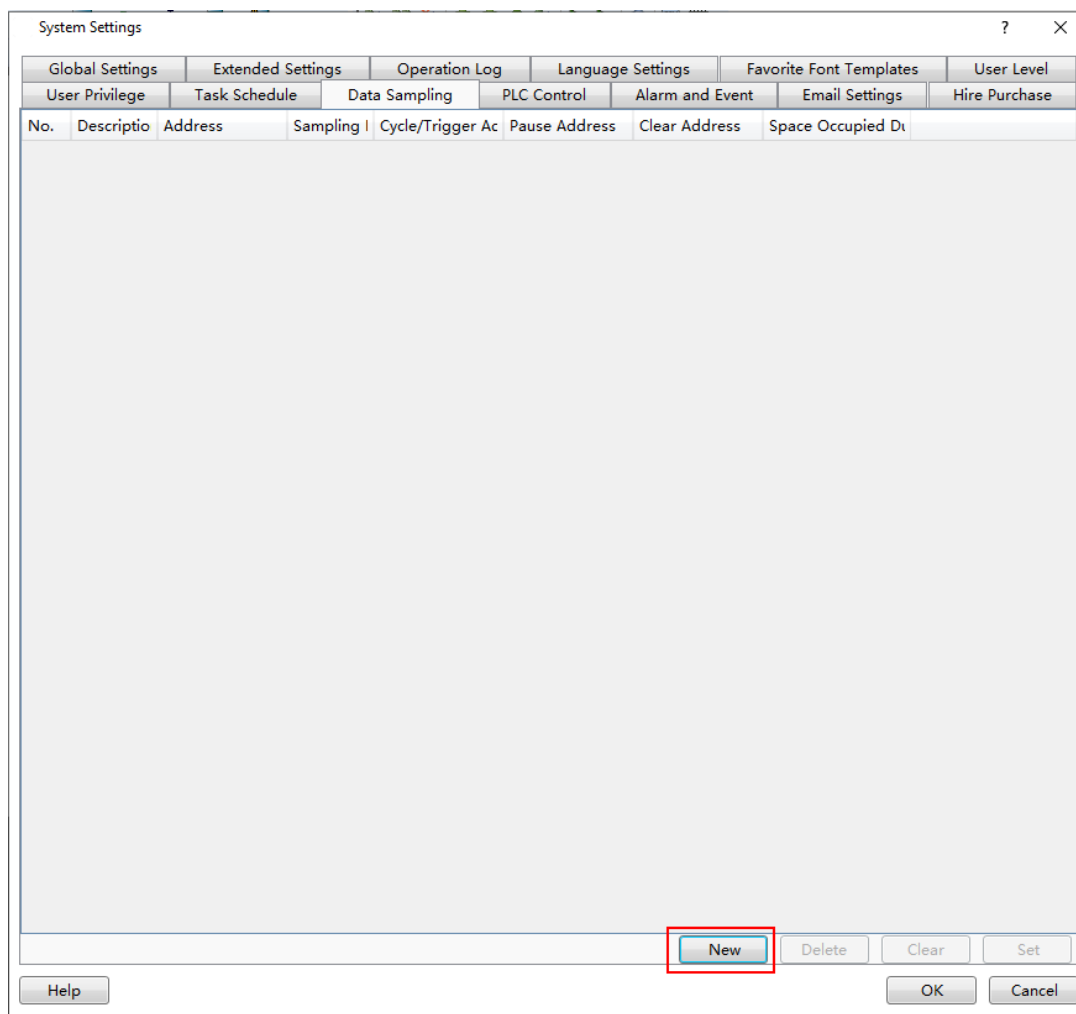 System Settings ?
Global Settings Extended Settings Operation Log Language Settings Favorite Font Templates User Level
User Privilege Task Schedule Data Sampling PLC Control Alarm and Event Email Settings Hire Purchase
No. Descriptio Address Sampling I Cycle/Trigger Ac Pause Address Clear Address Space Occupied Du
New Delete Clear Set
Help OK Cancel